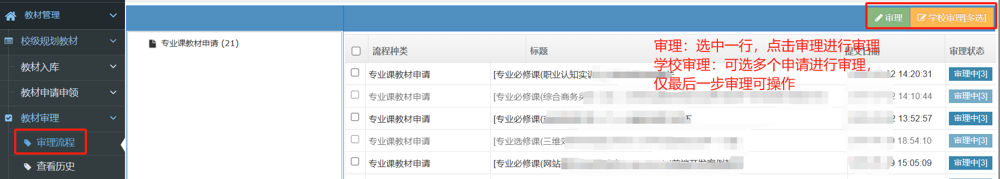 教材管理
校级规划教材
教材入库
教材申请申领
教材审理
审理流程
查看历史
审理
学校审理[多选]
专业课教材申请 (21)
流程种类
标题
提交日期
审理状态
审理：选中一行，点击审理进行审理
学校审理：可选多个申请进行审理，
仅最后一步审理可操作
专业课教材申请
[专业必修课(职业认知实训
2 14:20:31
审理中[3]
专业课教材申请
[专业必修课(综合商务英
2 14:10:44
审理中[3]
专业课教材申请
[专业必修课(
下
2 13:52:57
审理中[3]
专业课教材申请
[专业选修课(三维效
9 18:54:10
审理中[3]
专业课教材申请
[专业必修课(网站
前端开发案例
9 15:05:09
审理中[3]